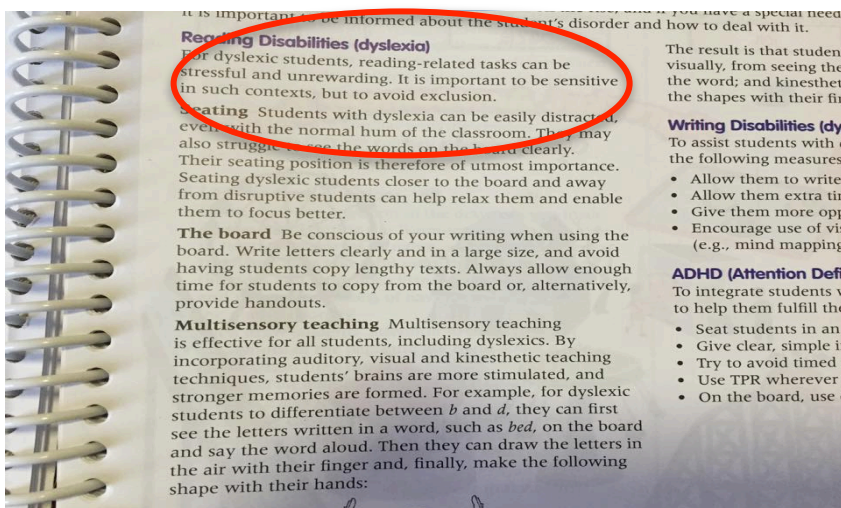 it is important to be informed about the student's disorder and how to deal with it.
Reading Disabilities (dyslexia)
For dyslexic students, reading-related tasks can be
stressful and unrewarding. It is important to be sensitive
in such contexts, but to avoid exclusion.
Seating Students with dyslexia can be easily distracted,
even with the normal hum of the classroom. They may
also struggle to see the words on the board clearly.
Their seating position is therefore of utmost importance.
Seating dyslexic students closer to the board and away
from disruptive students can help relax them and enable
them to focus better.
The board Be conscious of your writing when using the
board. Write letters clearly and in a large size, and avoid
having students copy lengthy texts. Always allow enough
time for students to copy from the board or, alternatively,
provide handouts.
Multisensory teaching Multisensory teaching
is effective for all students, including dyslexics. By
incorporating auditory, visual and kinesthetic teaching
techniques, students' brains are more stimulated, and
stronger memories are formed. For example, for dyslexic
students to differentiate between b and d, they can first
see the letters written in a word, such as bed, on the board
and say the word aloud. Then they can draw the letters in
the air with their finger and, finally, make the following
shape with their hands:
The result is that studen
visually, from seeing the
the word; and kinesthet
the shapes with their fi
Writing Disabilities (dy
To assist students with
the following measures
• Allow them to write
• Allow them extra ti
• Give them more opp
• Encourage use of vi
(e.g., mind mapping
ADHD (Attention Defi
To integrate students
to help them fulfill the
• Seat students in an
• Give clear, simple i
• Try to avoid timed
• Use TPR wherever
• On the board, use